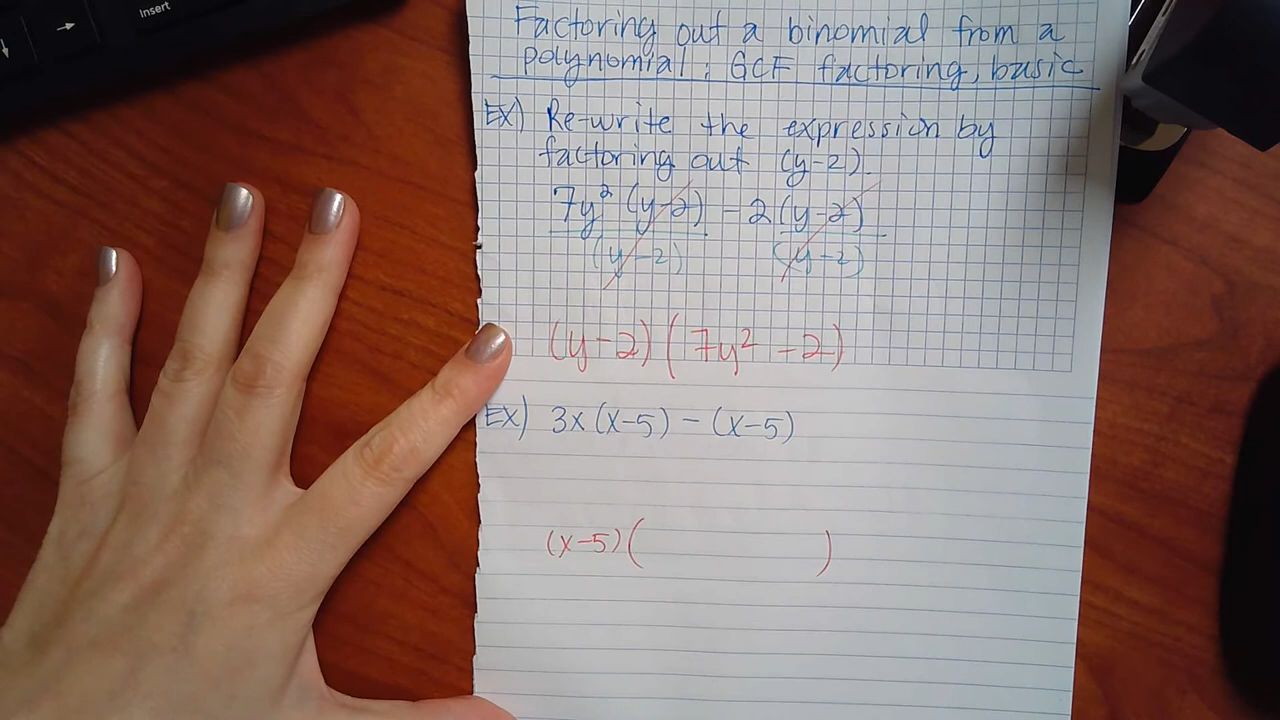 Insert
Factoring out a binomial from a
polynomial: GCF factoring, basic
EX) Re-write the expression by
factoring out (y-2).
7y² (y-2) - 2(y-2)
(y-2) (y-2)
(y-2)(7y² -2)
EX) 3x(x-5) - (x-5)
(x-5)( )